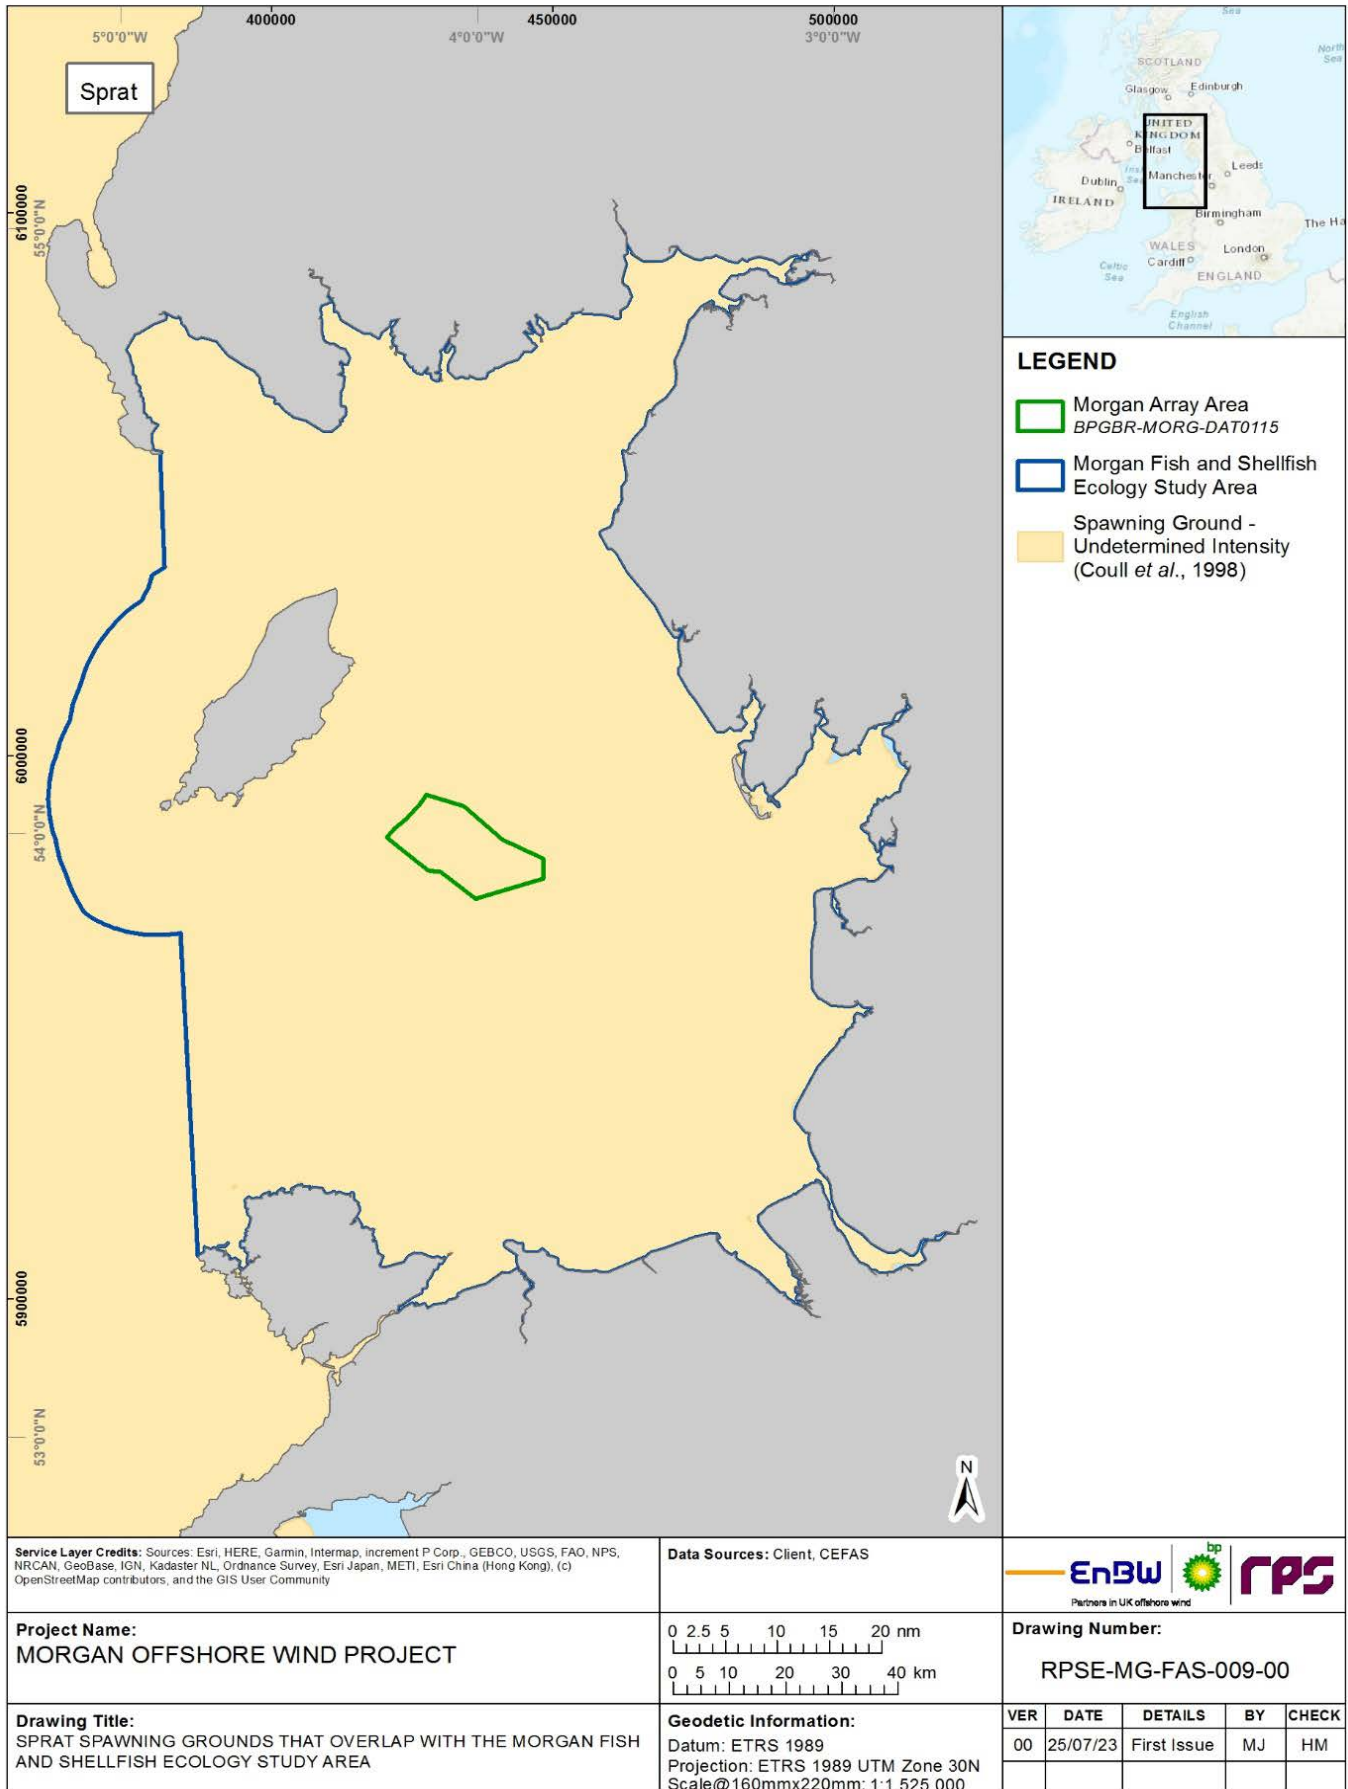 400000
450000
500000
5°0'0"W
4°0'0"W
3°0'0"W
Sprat
6100000
55°0'0"N
6000000
54°0'0"N
5900000
53°0'0"N
N
Sea
North
Sea
SCOTLAND
Glasgow
Edinburgh
UNITED
KINGDOM
Belfast
Leeds
Dublin
Manchester
IRELAND
Birmingham
The Ha
WALES
London
Cardiff
Celtic
Sea
ENGLAND
English
Channel
LEGEND
Morgan Array Area
BPGBR-MORG-DAT0115
Morgan Fish and Shellfish
Ecology Study Area
Spawning Ground -
Undetermined Intensity
(Coull et al., 1998)
Service Layer Credits: Sources: Esri, HERE, Garmin, Intermap, increment P Corp., GEBCO, USGS, FAO, NPS,
NRCAN, GeoBase, IGN, Kadaster NL, Ordnance Survey, Esri Japan, METI, Esri China (Hong Kong), (c)
OpenStreetMap contributors, and the GIS User Community
Data Sources: Client, CEFAS
EnBW
bp
rps
Partners in UK offshore wind
Project Name:
MORGAN OFFSHORE WIND PROJECT
0 2.5 5 10 15 20 nm
0 5 10 20 30 40 km
Drawing Number:
RPSE-MG-FAS-009-00
Drawing Title:
SPRAT SPAWNING GROUNDS THAT OVERLAP WITH THE MORGAN FISH
AND SHELLFISH ECOLOGY STUDY AREA
Geodetic Information:
Datum: ETRS 1989
Projection: ETRS 1989 UTM Zone 30N
Scale@160mmx220mm: 1:1,525,000
VER DATE DETAILS BY CHECK
00 25/07/23 First Issue MJ HM